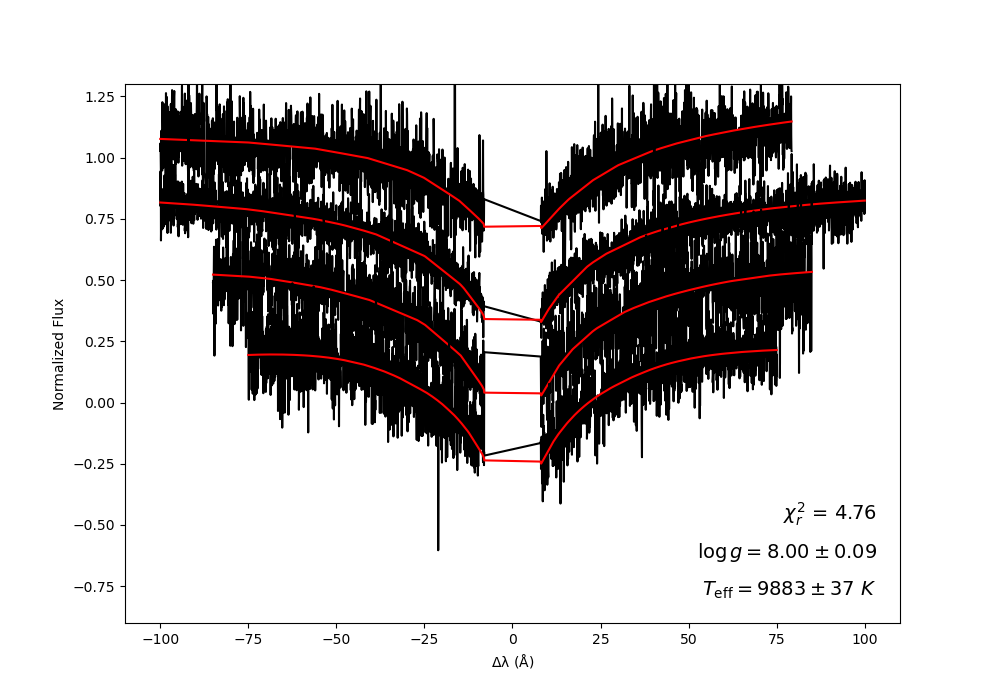 1.25
1.00
0.75
0.50
0.25
0.00
−0.25
−0.50
−0.75
Normalized Flux
χ²ᵣ = 4.76
log g = 8.00 ± 0.09
T_eff = 9883 ± 37 K
−100 −75 −50 −25 0 25 50 75 100
Δλ (Å)